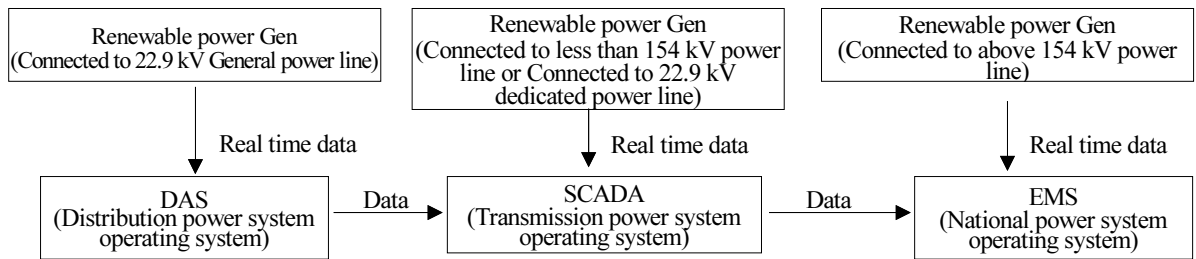 Renewable power Gen
(Connected to 22.9 kV General power line)
Renewable power Gen
(Connected to less than 154 kV power
line or Connected to 22.9 kV
dedicated power line)
Renewable power Gen
(Connected to above 154 kV power
line)
Real time data
Real time data
Real time data
DAS
(Distribution power system
operating system)
Data
SCADA
(Transmission power system
operating system)
Data
EMS
(National power system
operating system)